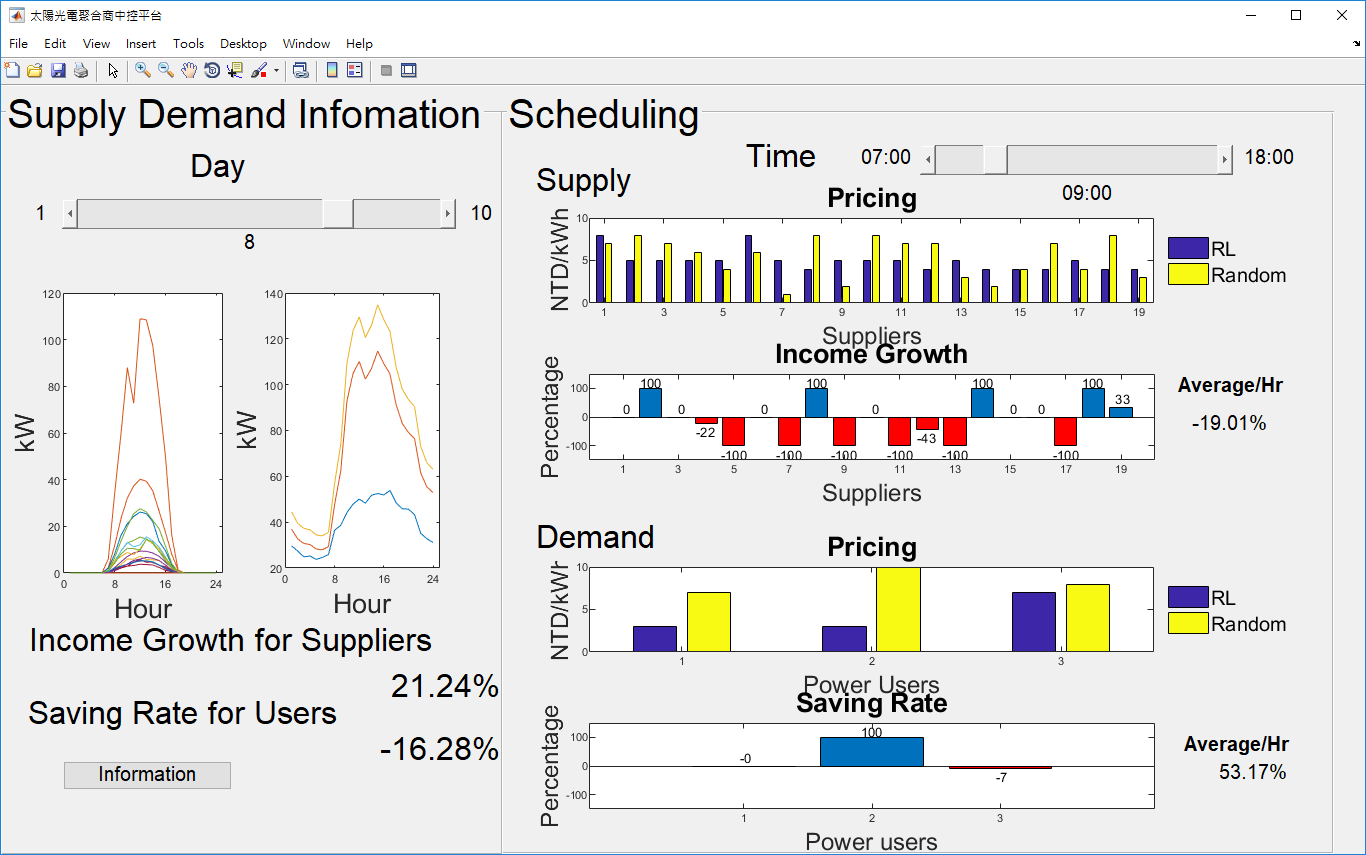 太陽光電聚合商中控平台
File Edit View Insert Tools Desktop Window Help
Supply Demand Infomation
Day
1 10
8
120
100
80
60
40
20
0
kW
0 8 16 24
Hour
140
120
100
80
60
40
20
kW
0 8 16 24
Hour
Income Growth for Suppliers
21.24%
Saving Rate for Users
-16.28%
Information
Scheduling
Time 07:00 18:00
09:00
Supply
Pricing
NTD/kWh
10
5
0
1 3 5 7 9 11 13 15 17 19
Suppliers
RL
Random
Income Growth
Percentage
100
0
-100
0 100 0 -22 -100 0 -100 100 -100 0 -100 -43 -100 100 0 0 -100 100 33
1 3 5 7 9 11 13 15 17 19
Suppliers
Average/Hr
-19.01%
Demand
Pricing
NTD/kWh
10
5
0
1 2 3
Power Users
RL
Random
Saving Rate
Percentage
100
0
-100
-0 100 -7
1 2 3
Power users
Average/Hr
53.17%